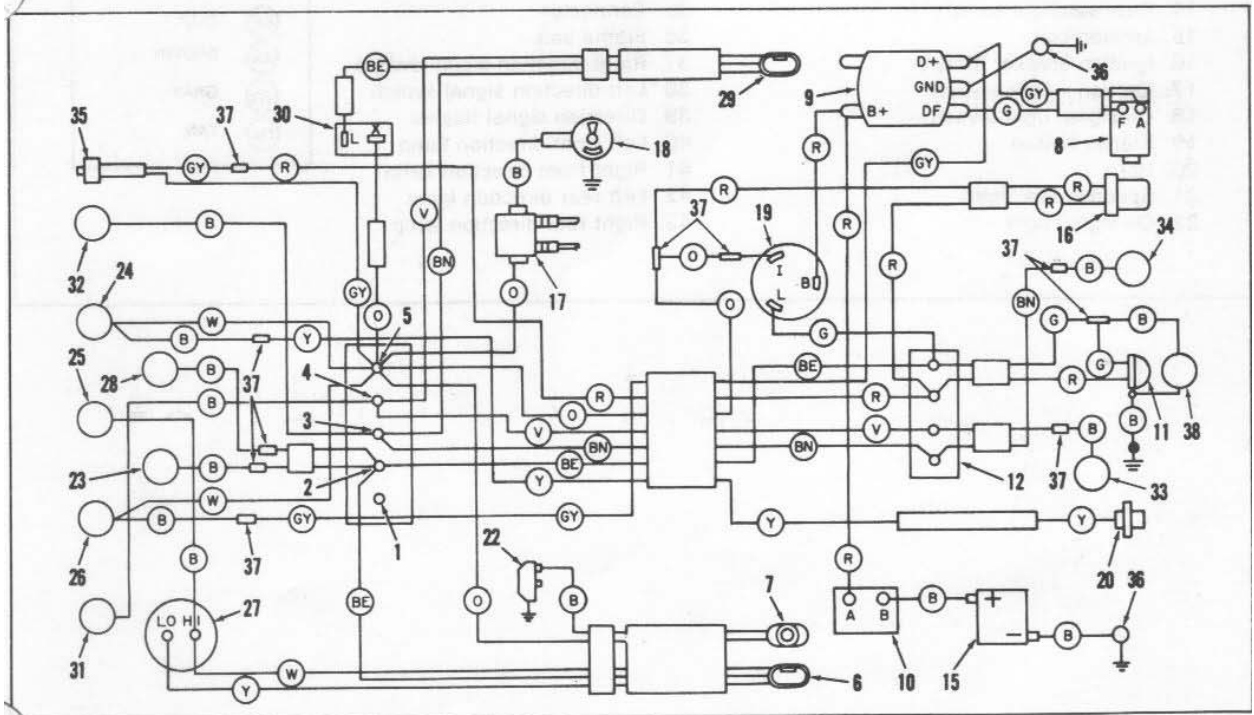 BE
29
9
D+
GND
DF
B+
36
35
37
30
X
18
GY
A
8
GY
R
B
R
G
GY
V
R
R
R
16
32
B
BN
37
19
37
34
24
O
I
B
R
B
17
W
GY
O
L
R
BN
B
Y
O
5
O
G
G
B
25
28
B
37
4
BE
G
R
11
38
B
3
R
R
O
V
B
23
B
2
BN
V
B
W
BE
BN
12
37
33
26
B
GY
1
Y
GY
Y
Y
37
22
20
B
R
36
31
27
BE
O
B
7
LO HI
A
B
B
+
−
B
W
Y
6
10
15